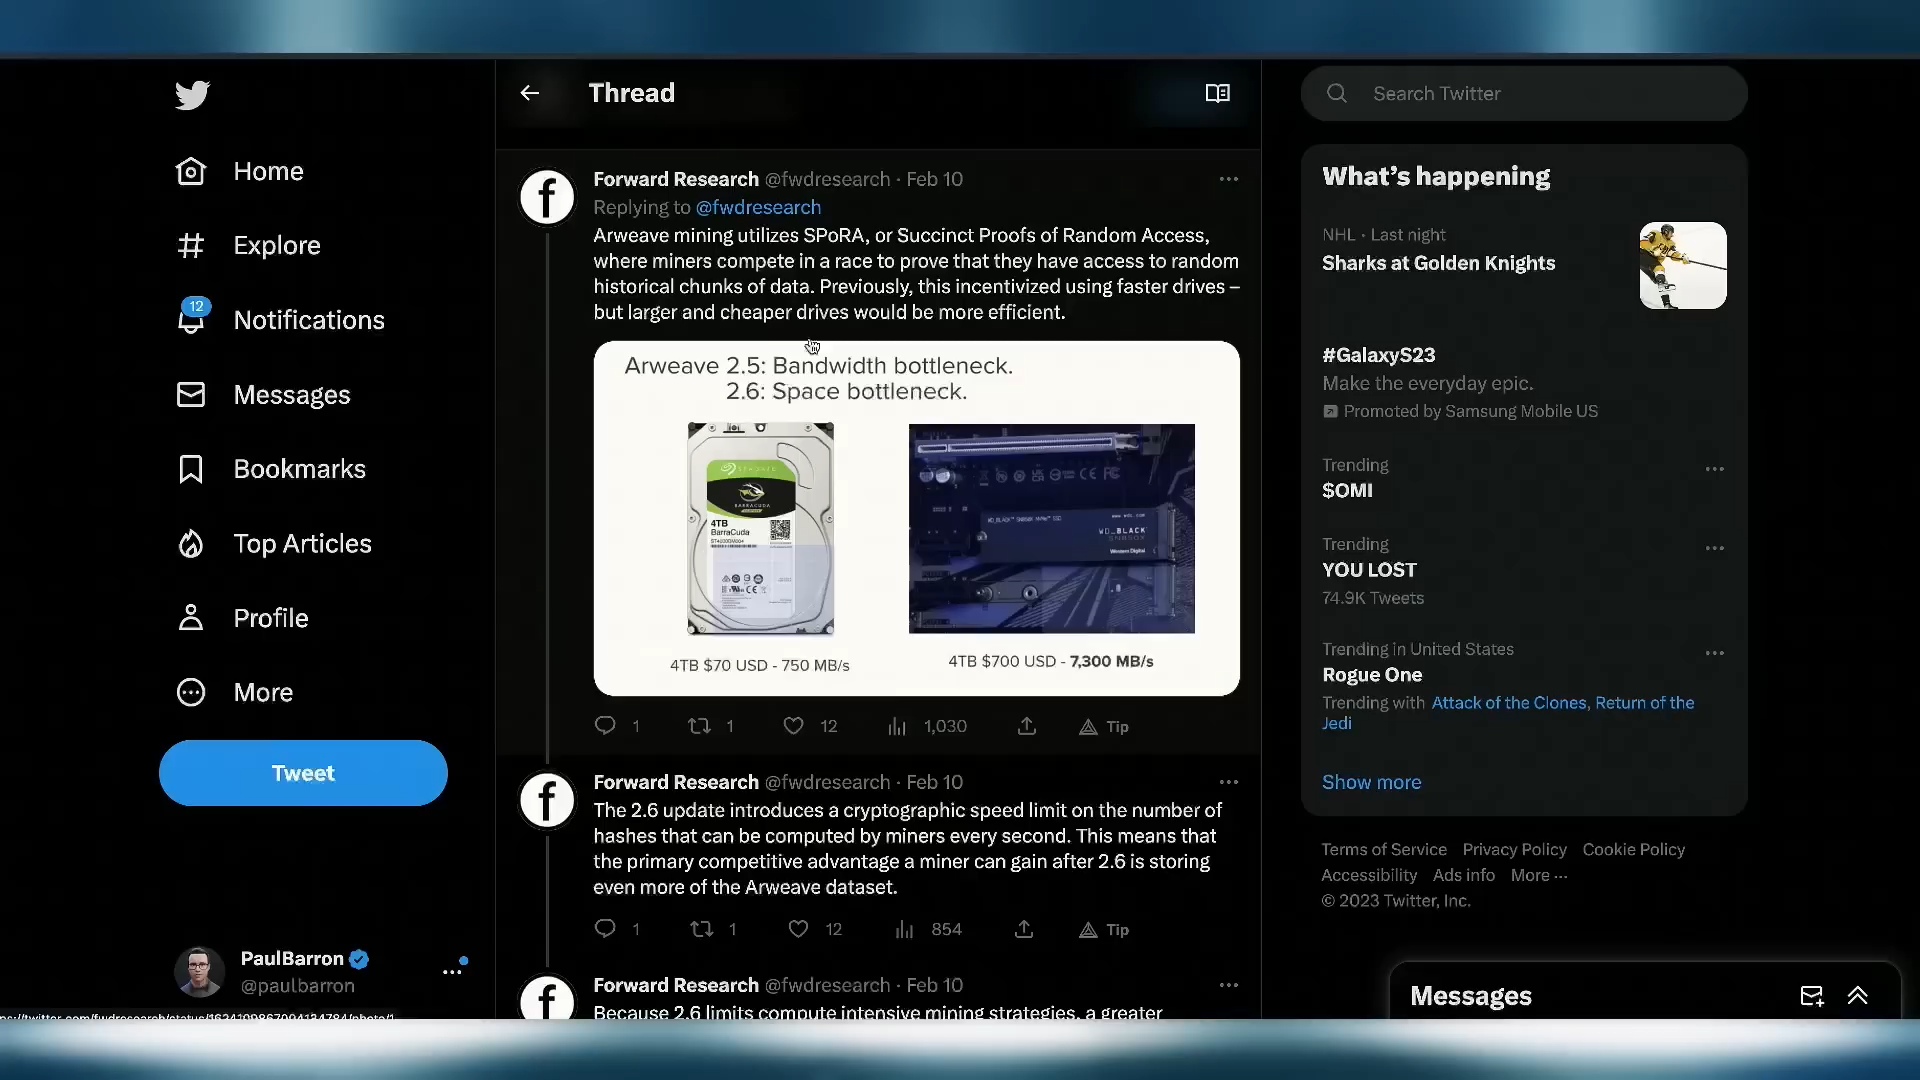 Thread
Search Twitter
Home
Explore
12
Notifications
Messages
Bookmarks
Top Articles
Profile
More
Tweet
PaulBarron
@paulbarron
Forward Research @fwdresearch · Feb 10
Replying to @fwdresearch
Arweave mining utilizes SPoRA, or Succinct Proofs of Random Access,
where miners compete in a race to prove that they have access to random
historical chunks of data. Previously, this incentivized using faster drives –
but larger and cheaper drives would be more efficient.
Arweave 2.5: Bandwidth bottleneck.
2.6: Space bottleneck.
SEAGATE
BARRACUDA
4TB
BarraCuda
WD_BLACK
SN850X
Western Digital
4TB $70 USD - 750 MB/s
4TB $700 USD - 7,300 MB/s
1 1 12 1,030 Tip
Forward Research @fwdresearch · Feb 10
The 2.6 update introduces a cryptographic speed limit on the number of
hashes that can be computed by miners every second. This means that
the primary competitive advantage a miner can gain after 2.6 is storing
even more of the Arweave dataset.
1 1 12 854 Tip
Forward Research @fwdresearch · Feb 10
Because 2.6 limits compute intensive mining strategies, a greater
What's happening
NHL · Last night
Sharks at Golden Knights
#GalaxyS23
Make the everyday epic.
Promoted by Samsung Mobile US
Trending
$OMI
Trending
YOU LOST
74.9K Tweets
Trending in United States
Rogue One
Trending with Attack of the Clones, Return of the
Jedi
Show more
Terms of Service Privacy Policy Cookie Policy
Accessibility Ads info More ···
© 2023 Twitter, Inc.
Messages